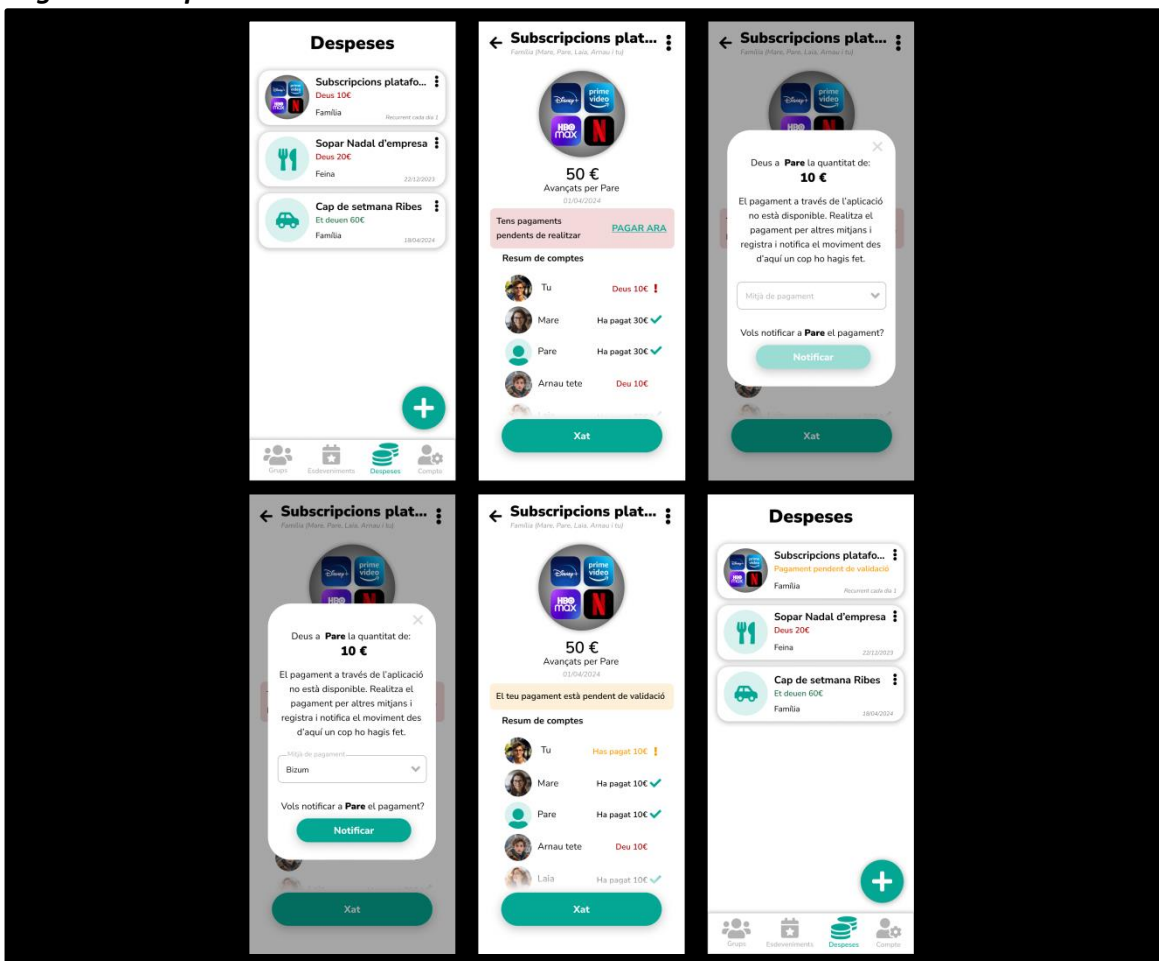 Despeses
Subscripcions platafo...
Deus 10€
Família
Recurrent cada dia 1
Sopar Nadal d'empresa
Deus 20€
Feina
22/12/2023
Cap de setmana Ribes
Et deuen 60€
Família
18/04/2024
Grups
Esdeveniments
Despeses
Compte
Subscripcions plat...
Família (Mare, Pare, Laia, Arnau i tu)
Disney+
prime video
HBO max
N
50 €
Avançats per Pare
01/04/2024
Tens pagaments
pendents de realitzar
PAGAR ARA
Resum de comptes
Tu
Deus 10€ !
Mare
Ha pagat 30€
Pare
Ha pagat 30€
Arnau tete
Deu 10€
Xat
Subscripcions plat...
Família (Mare, Pare, Laia, Arnau i tu)
Disney+
prime video
HBO
Deus a Pare la quantitat de:
10 €
El pagament a través de l'aplicació
no està disponible. Realitza el
pagament per altres mitjans i
registra i notifica el moviment des
d'aquí un cop ho hagis fet.
Mitjà de pagament
Vols notificar a Pare el pagament?
Notificar
Xat
Subscripcions plat...
Família (Mare, Pare, Laia, Arnau i tu)
Disney+
prime video
HBO
Deus a Pare la quantitat de:
10 €
El pagament a través de l'aplicació
no està disponible. Realitza el
pagament per altres mitjans i
registra i notifica el moviment des
d'aquí un cop ho hagis fet.
Mitjà de pagament
Bizum
Vols notificar a Pare el pagament?
Notificar
Xat
Subscripcions plat...
Família (Mare, Pare, Laia, Arnau i tu)
Disney+
prime video
HBO max
N
50 €
Avançats per Pare
01/04/2024
El teu pagament està pendent de validació
Resum de comptes
Tu
Has pagat 10€ !
Mare
Ha pagat 10€
Pare
Ha pagat 10€
Arnau tete
Deu 10€
Laia
Ha pagat 10€
Xat
Despeses
Subscripcions platafo...
Pagament pendent de validació
Família
Recurrent cada dia 1
Sopar Nadal d'empresa
Deus 20€
Feina
22/12/2023
Cap de setmana Ribes
Et deuen 60€
Família
18/04/2024
Grups
Esdeveniments
Despeses
Compte